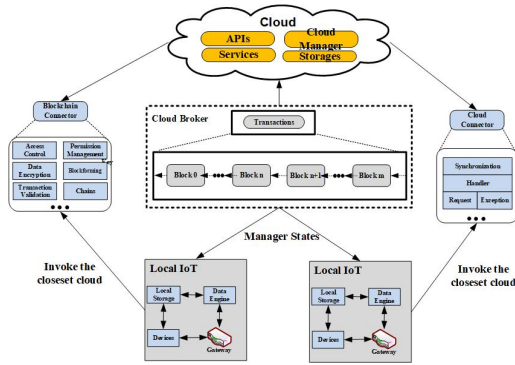 Cloud
APIs
Cloud
Manager
Services
Storages
Blockchain
Connector
Cloud Broker
Transactions
Cloud
Connector
Access
Control
Permission
Management
Data
Encryption
Blockforming
Transaction
Validation
Chains
Block 0
Block n
Block n+1
Block m
Synchronization
Handler
Request
Exception
Manager States
Invoke the
closeset cloud
Local IoT
Local
Storage
Data
Engine
Devices
Gateway
Local IoT
Local
Storage
Data
Engine
Devices
Gateway
Invoke the
closeset cloud